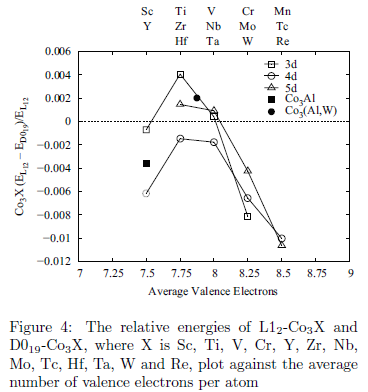 Sc Ti V Cr Mn
Y Zr Nb Mo Tc
Hf Ta W Re
0.006
0.004
0.002
0
−0.002
−0.004
−0.006
−0.008
−0.01
−0.012
Co₃X (E_L1₂ − E_D0₁₉)/E_L1₂
3d
4d
5d
Co₃Al
Co₃(Al,W)
7 7.25 7.5 7.75 8 8.25 8.5 8.75 9
Average Valence Electrons
Figure 4: The relative energies of L1₂-Co₃X and
D0₁₉-Co₃X, where X is Sc, Ti, V, Cr, Y, Zr, Nb,
Mo, Tc, Hf, Ta, W and Re, plot against the average
number of valence electrons per atom